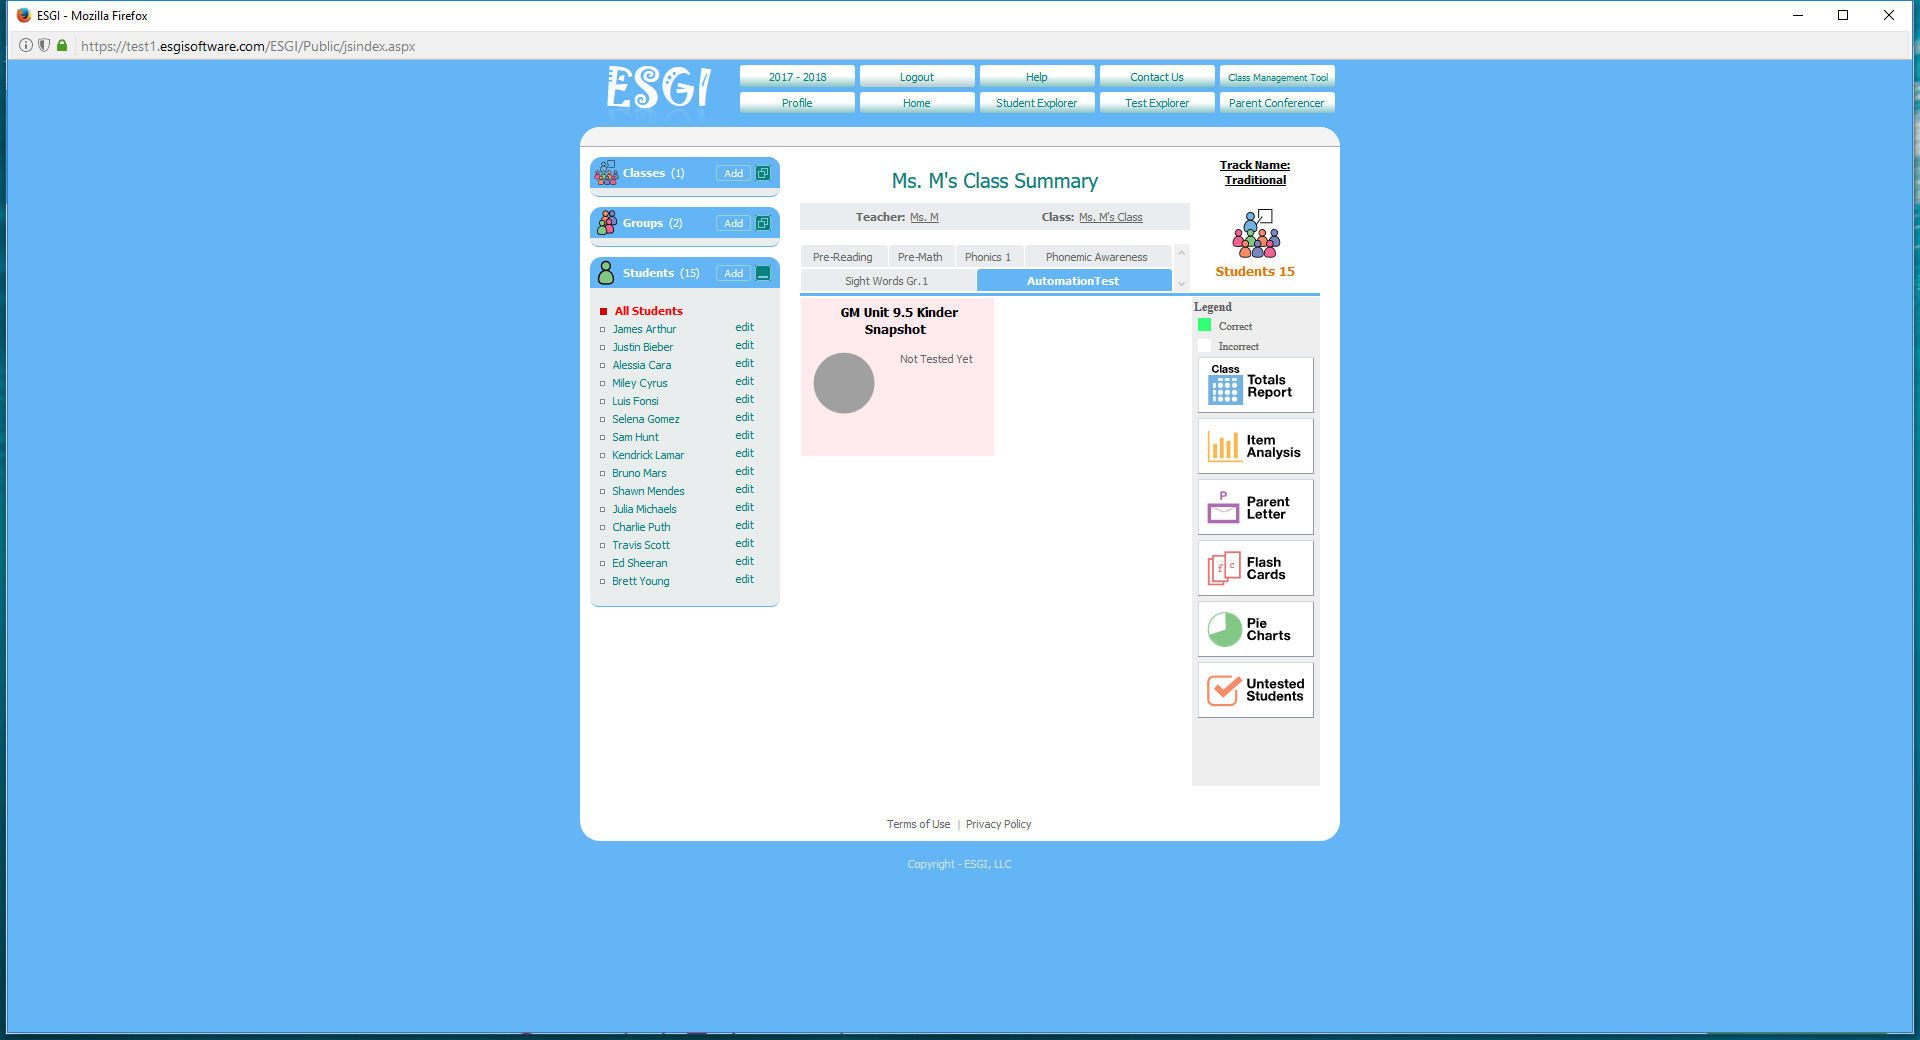 ESGI - Mozilla Firefox
https://test1.esgisoftware.com/ESGI/Public/jsindex.aspx
ESGI
2017 - 2018
Logout
Help
Contact Us
Class Management Tool
Profile
Home
Student Explorer
Test Explorer
Parent Conferencer
Classes (1)
Add
Groups (2)
Add
Students (15)
Add
All Students
James Arthur edit
Justin Bieber edit
Alessia Cara edit
Miley Cyrus edit
Luis Fonsi edit
Selena Gomez edit
Sam Hunt edit
Kendrick Lamar edit
Bruno Mars edit
Shawn Mendes edit
Julia Michaels edit
Charlie Puth edit
Travis Scott edit
Ed Sheeran edit
Brett Young edit
Ms. M's Class Summary
Teacher: Ms. M Class: Ms. M's Class
Pre-Reading
Pre-Math
Phonics 1
Phonemic Awareness
Sight Words Gr.1
AutomationTest
GM Unit 9.5 Kinder
Snapshot
Not Tested Yet
Track Name:
Traditional
Students 15
Legend
Correct
Incorrect
Class
Totals
Report
Item
Analysis
P
Parent
Letter
f c
Flash
Cards
Pie
Charts
Untested
Students
Terms of Use | Privacy Policy
Copyright - ESGI, LLC